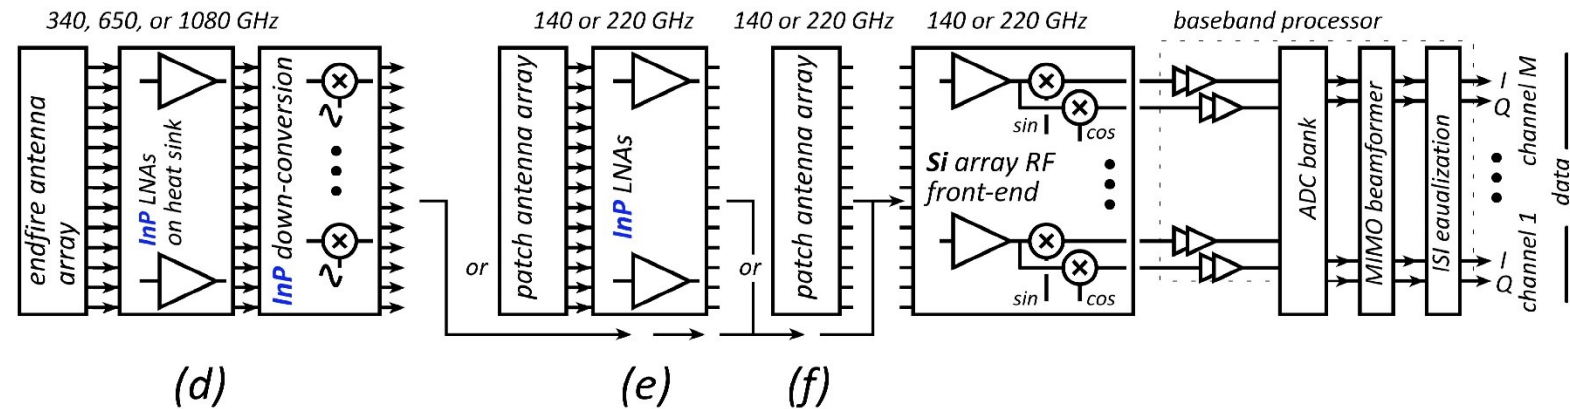 340, 650, or 1080 GHz
140 or 220 GHz
140 or 220 GHz
140 or 220 GHz
baseband processor
endfire antenna
array
InP LNAs
on heat sink
InP down-conversion
or
patch antenna array
InP LNAs
or
patch antenna array
sin
cos
Si array RF
front-end
sin
cos
ADC bank
MIMO beamformer
ISI eaualization
I
Q
channel M
I
Q
channel 1
data
(d)
(e)
(f)